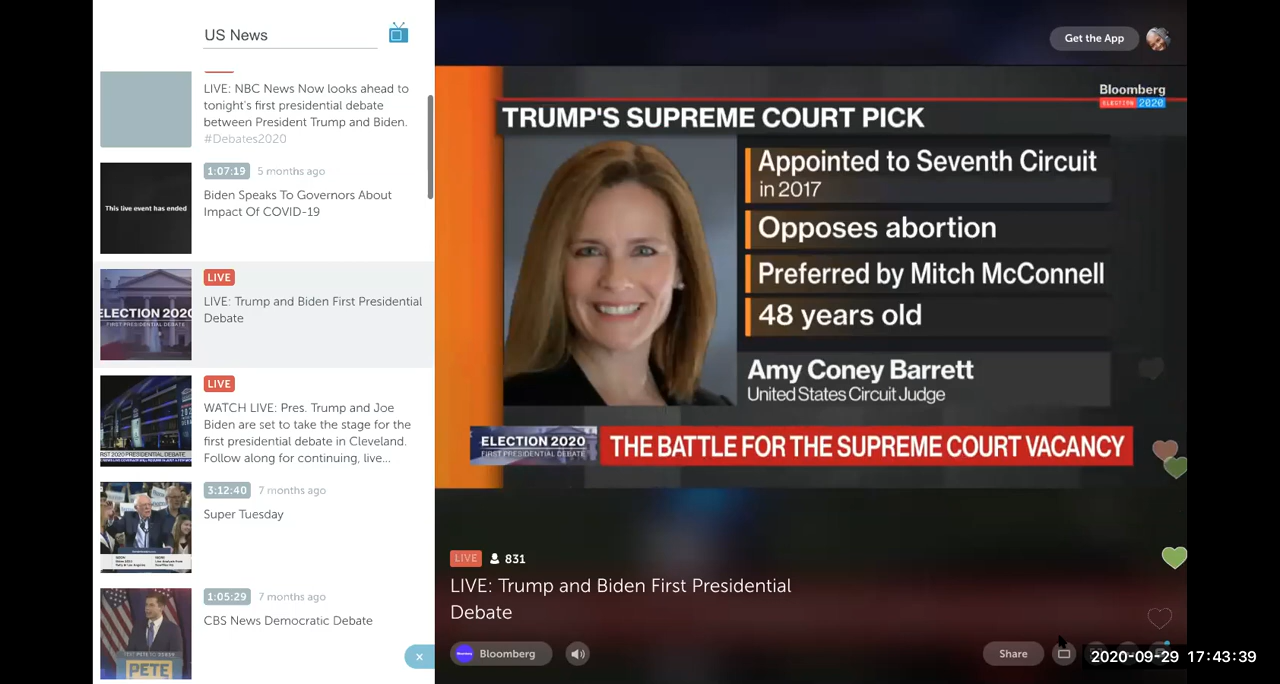 US News
LIVE: NBC News Now looks ahead to
tonight's first presidential debate
between President Trump and Biden.
#Debates2020
This live event has ended
1:07:19 5 months ago
Biden Speaks To Governors About
Impact Of COVID-19
ELECTION 2020
FIRST PRESIDENTIAL DEBATE
LIVE
LIVE: Trump and Biden First Presidential
Debate
LIVE
WATCH LIVE: Pres. Trump and Joe
Biden are set to take the stage for the
first presidential debate in Cleveland.
Follow along for continuing, live...
3:12:40 7 months ago
Super Tuesday
PETE
1:05:29 7 months ago
CBS News Democratic Debate
×
Get the App
Bloomberg
ELECTION 2020
TRUMP'S SUPREME COURT PICK
Appointed to Seventh Circuit
in 2017
Opposes abortion
Preferred by Mitch McConnell
48 years old
Amy Coney Barrett
United States Circuit Judge
ELECTION 2020
FIRST PRESIDENTIAL DEBATE
THE BATTLE FOR THE SUPREME COURT VACANCY
LIVE 831
LIVE: Trump and Biden First Presidential
Debate
Bloomberg
Share
2020-09-29 17:43:39